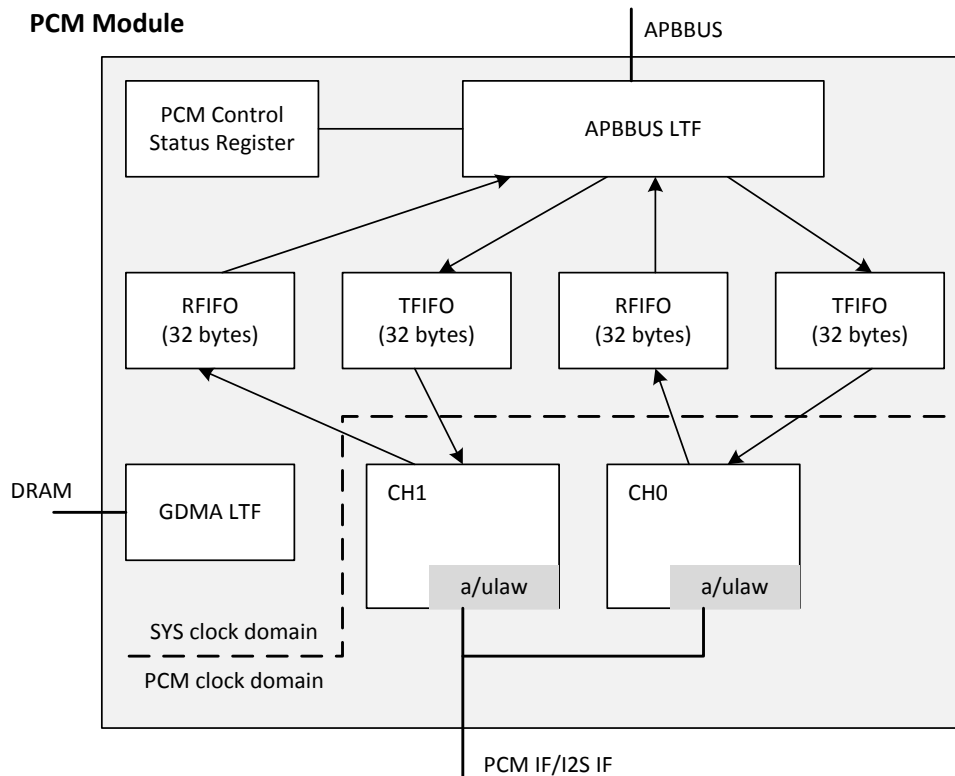 PCM Module
APBBUS
PCM Control
Status Register
APBBUS LTF
RFIFO
(32 bytes)
TFIFO
(32 bytes)
RFIFO
(32 bytes)
TFIFO
(32 bytes)
DRAM
GDMA LTF
CH1
a/ulaw
CH0
a/ulaw
SYS clock domain
PCM clock domain
PCM IF/I2S IF